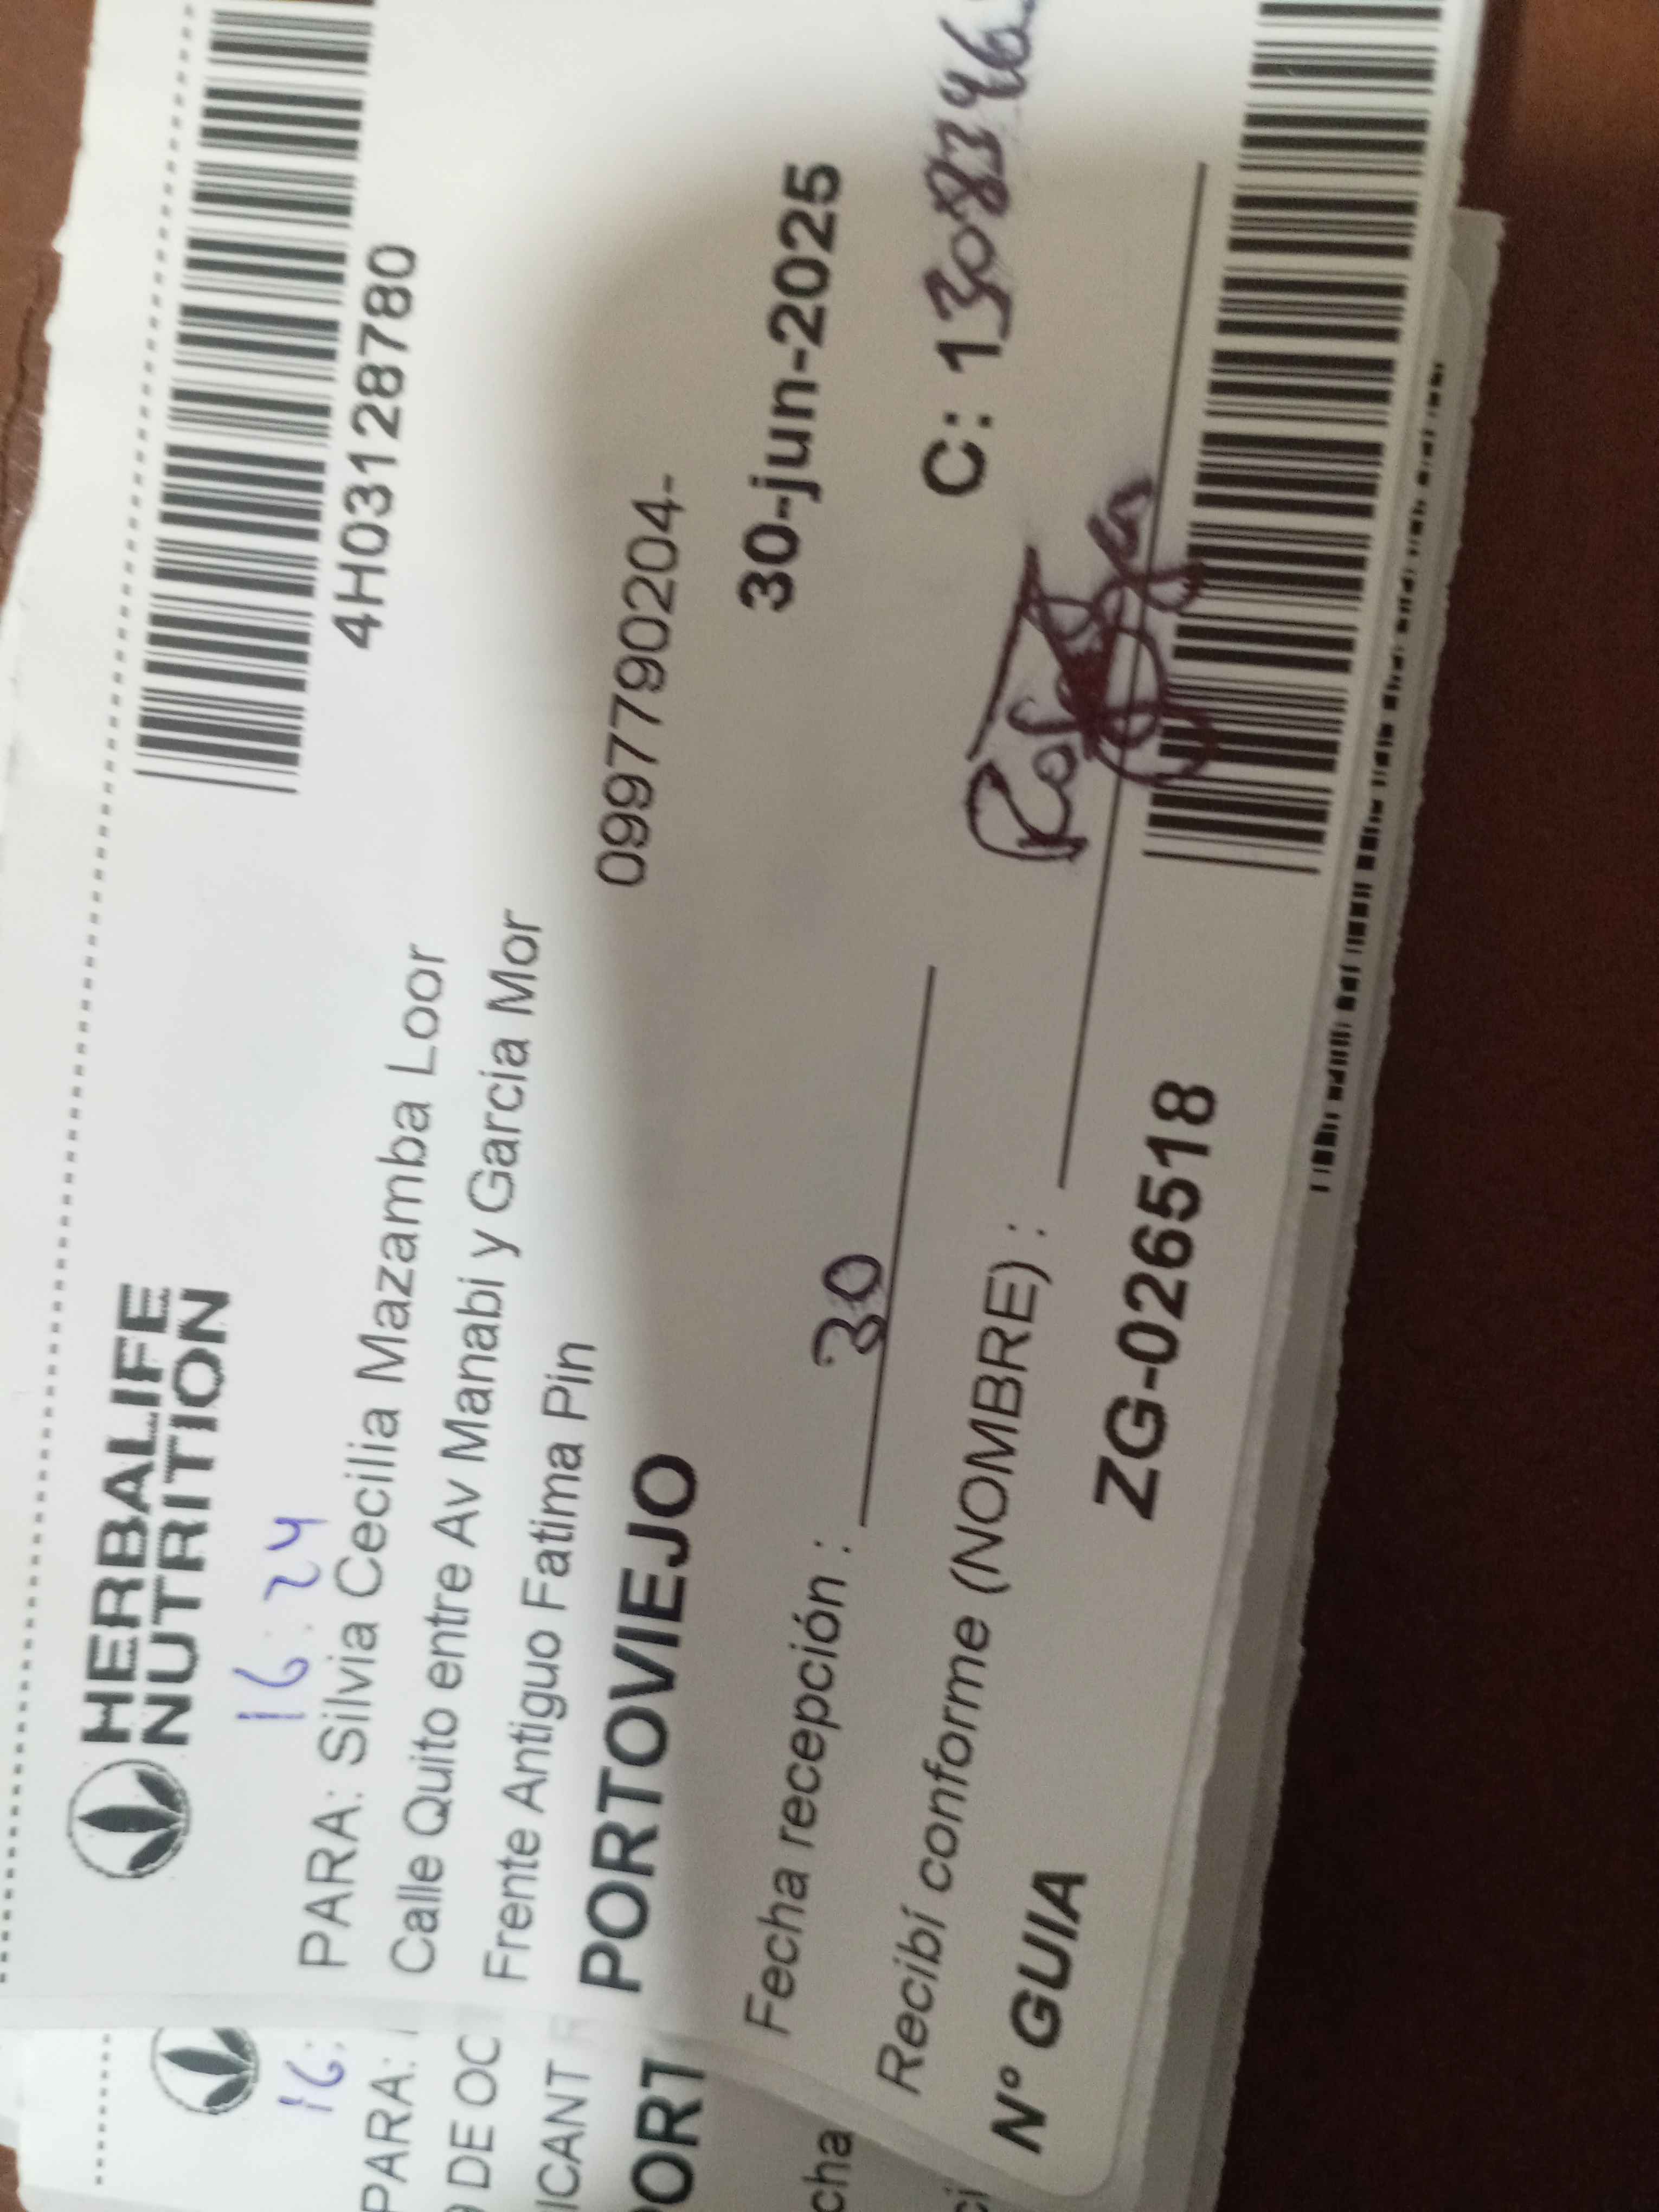 HERBALIFE
NUTRITION
16:24
4H03128780
PARA: Silvia Cecilia Mazamba Loor
Calle Quito entre Av Manabi y Garcia Mor
Frente Antiguo Fatima Pin
PORTOVIEJO
0997790204-
30-jun-2025
Fecha recepción : 30
C: 1308346
Recibí conforme (NOMBRE) :
Nº GUIA ZG-026518
16:
PARA:
DE OC
ICANT
PORT
cha